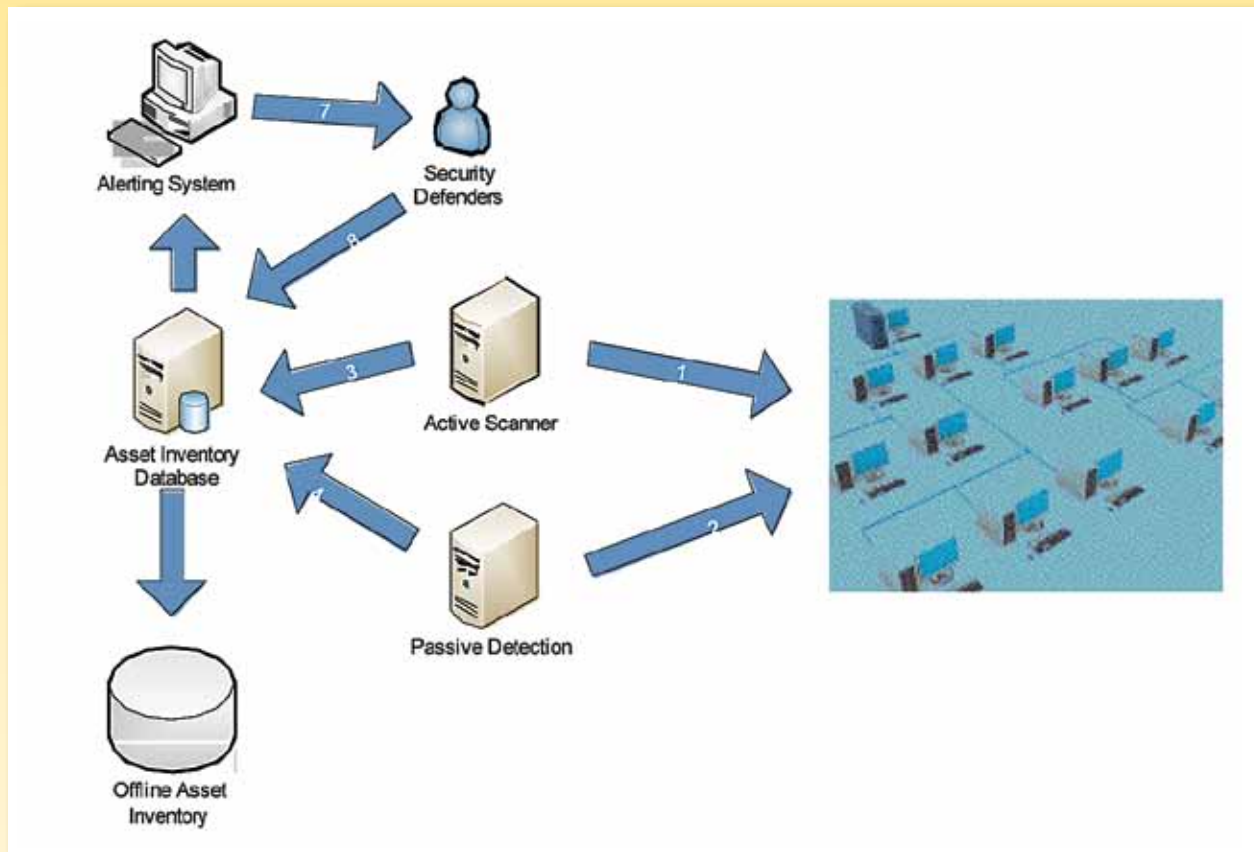 7
Alerting System
Security
Defenders
8
3
1
Asset Inventory
Database
Active Scanner
4
2
Passive Detection
Offline Asset
Inventory